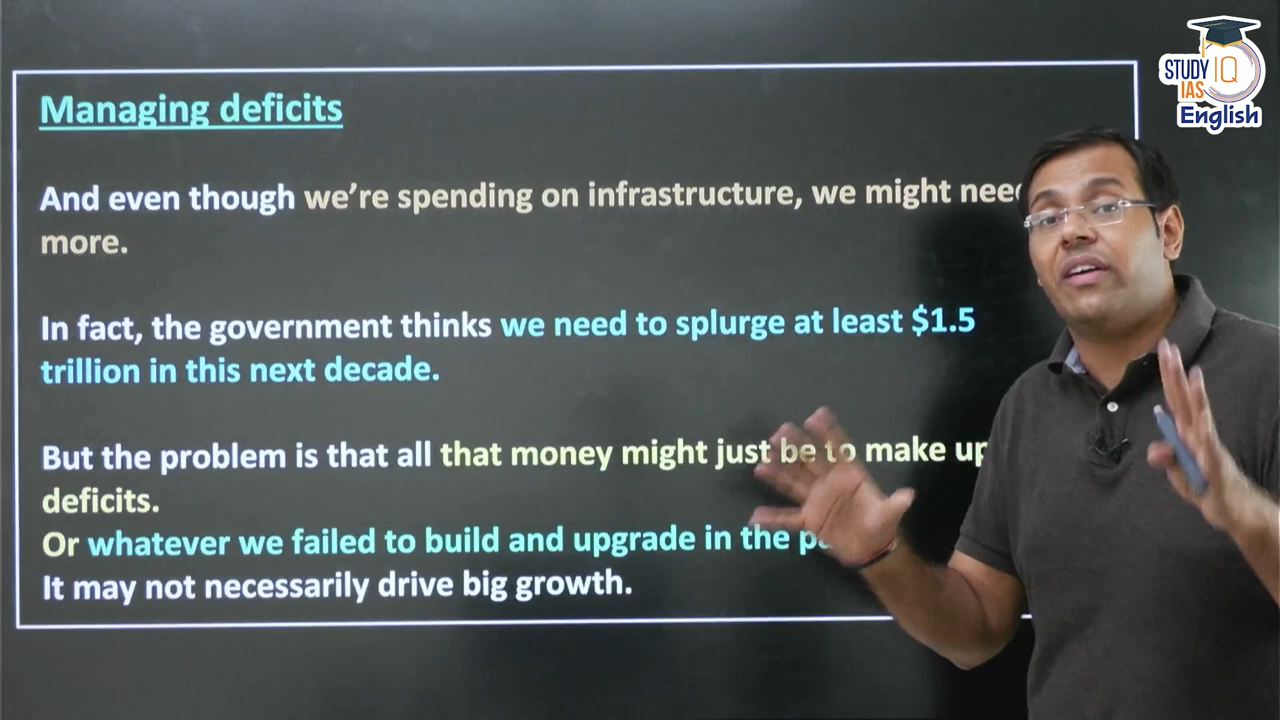 Managing deficits
And even though we're spending on infrastructure, we might
more.
In fact, the government thinks we need to splurge at least $1.5
trillion in this next decade.
But the problem is that all that money might just be to make up
deficits.
Or whatever we failed to build and upgrade in the
It may not necessarily drive big growth.
STUDY IQ
IAS
English